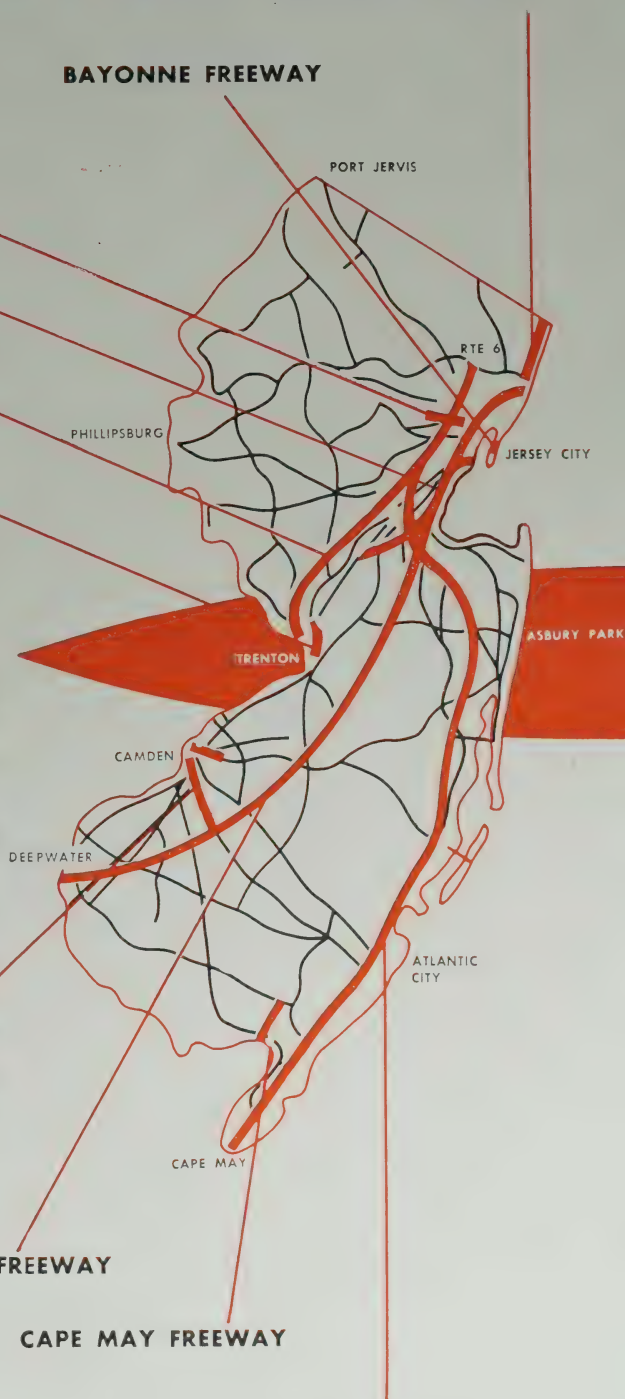 BAYONNE FREEWAY
PORT JERVIS
RTE 6
PHILLIPSBURG
JERSEY CITY
ASBURY PARK
TRENTON
CAMDEN
DEEPWATER
ATLANTIC
CITY
CAPE MAY
FREEWAY
CAPE MAY FREEWAY